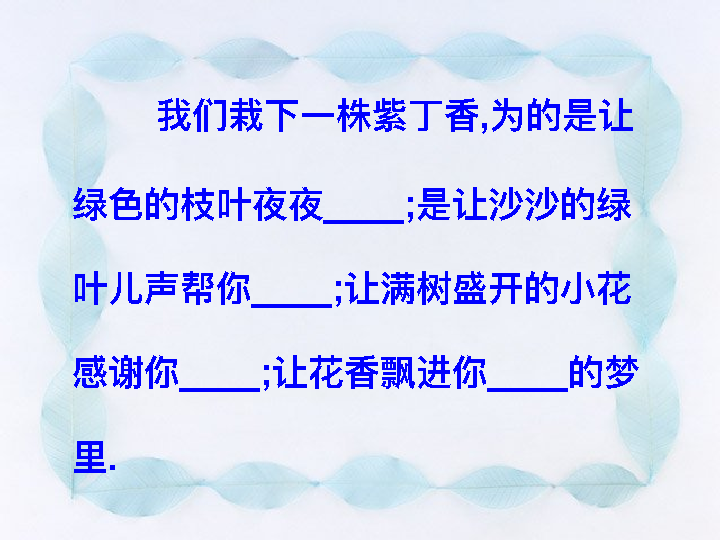 我们栽下一株紫丁香,为的是让
绿色的枝叶夜夜____;是让沙沙的绿
叶儿声帮你____;让满树盛开的小花
感谢你____;让花香飘进你____的梦
里.